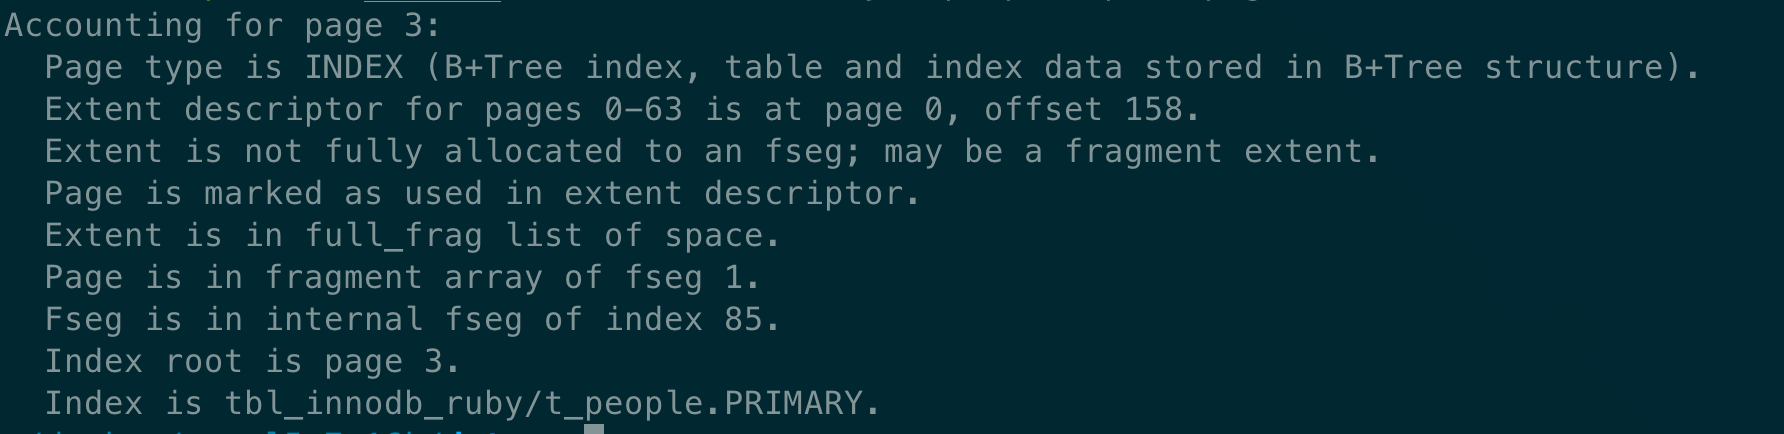 Accounting for page 3:
Page type is INDEX (B+Tree index, table and index data stored in B+Tree structure).
Extent descriptor for pages 0-63 is at page 0, offset 158.
Extent is not fully allocated to an fseg; may be a fragment extent.
Page is marked as used in extent descriptor.
Extent is in full_frag list of space.
Page is in fragment array of fseg 1.
Fseg is in internal fseg of index 85.
Index root is page 3.
Index is tbl_innodb_ruby/t_people.PRIMARY.